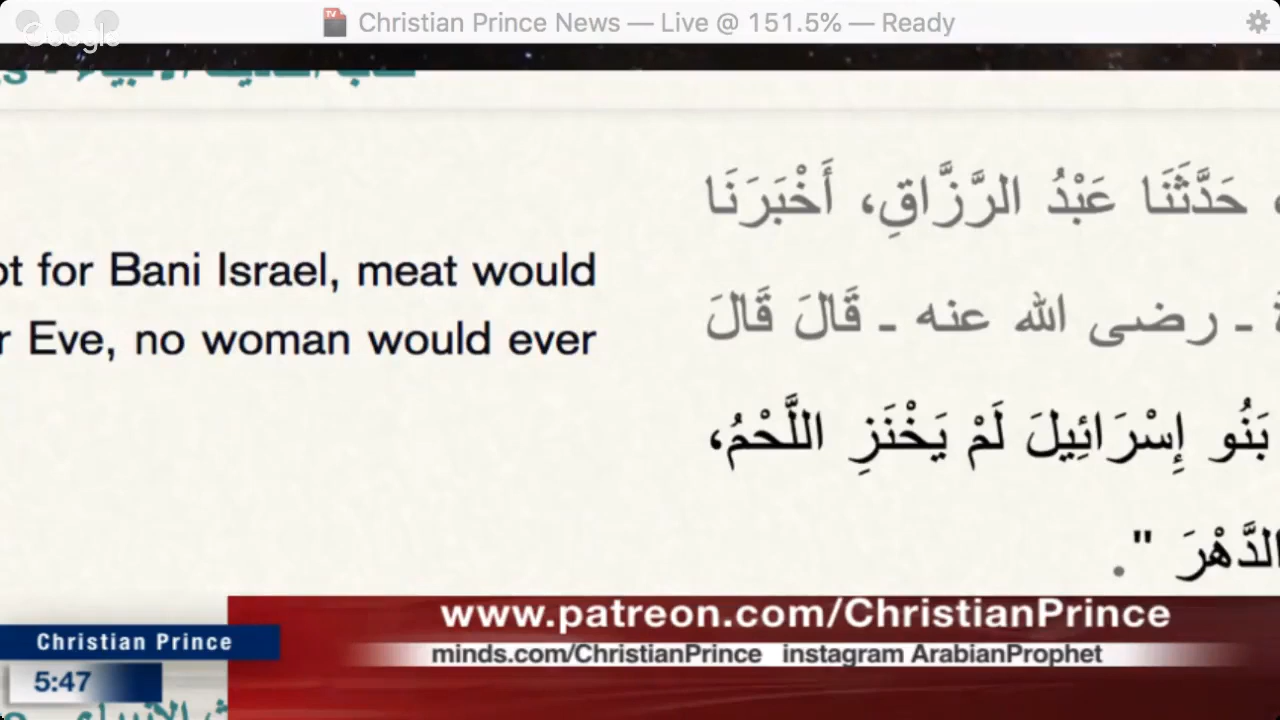 Christian Prince News — Live @ 151.5% — Ready
Google
حَدَّثَنَا عَبْدُ الرَّزَّاقِ، أَخْبَرَنَا
for Bani Israel, meat would
ـ رضى الله عنه ـ قَالَ قَالَ
Eve, no woman would ever
بَنُو إِسْرَائِيلَ لَمْ يَخْنَزِ اللَّحْمُ،
الدَّهْرَ ".
www.patreon.com/ChristianPrince
Christian Prince
minds.com/ChristianPrince instagram ArabianProphet
5:47